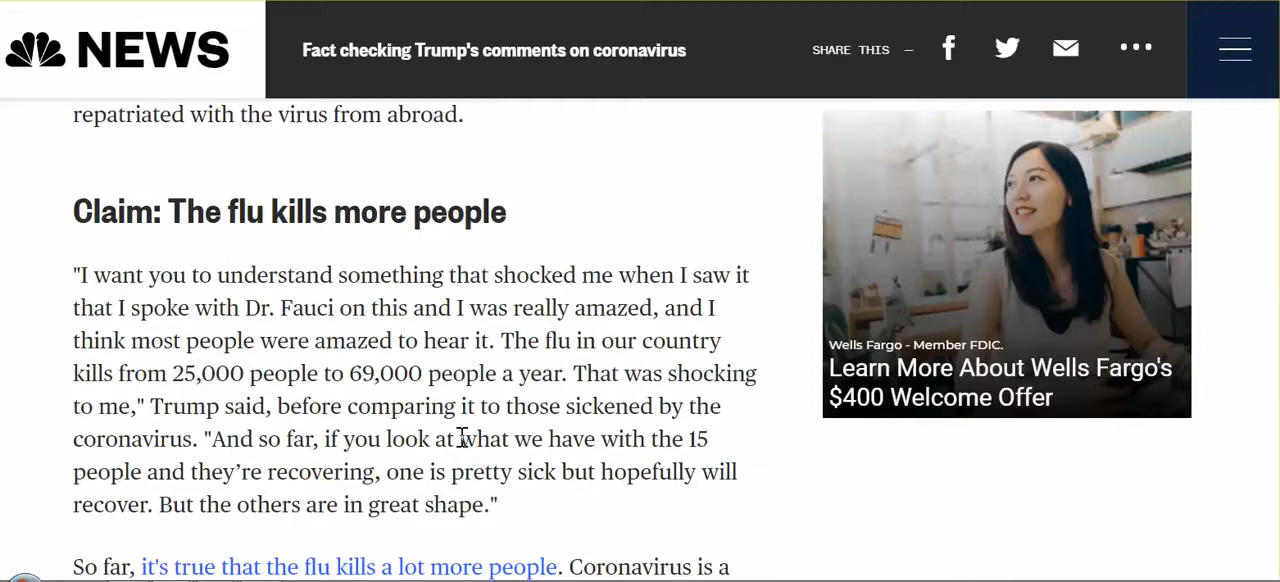 NEWS
Fact checking Trump's comments on coronavirus
SHARE THIS –
repatriated with the virus from abroad.
Claim: The flu kills more people
"I want you to understand something that shocked me when I saw it
that I spoke with Dr. Fauci on this and I was really amazed, and I
think most people were amazed to hear it. The flu in our country
kills from 25,000 people to 69,000 people a year. That was shocking
to me," Trump said, before comparing it to those sickened by the
coronavirus. "And so far, if you look at what we have with the 15
people and they’re recovering, one is pretty sick but hopefully will
recover. But the others are in great shape."
So far, it's true that the flu kills a lot more people. Coronavirus is a
Wells Fargo - Member FDIC.
Learn More About Wells Fargo's
$400 Welcome Offer